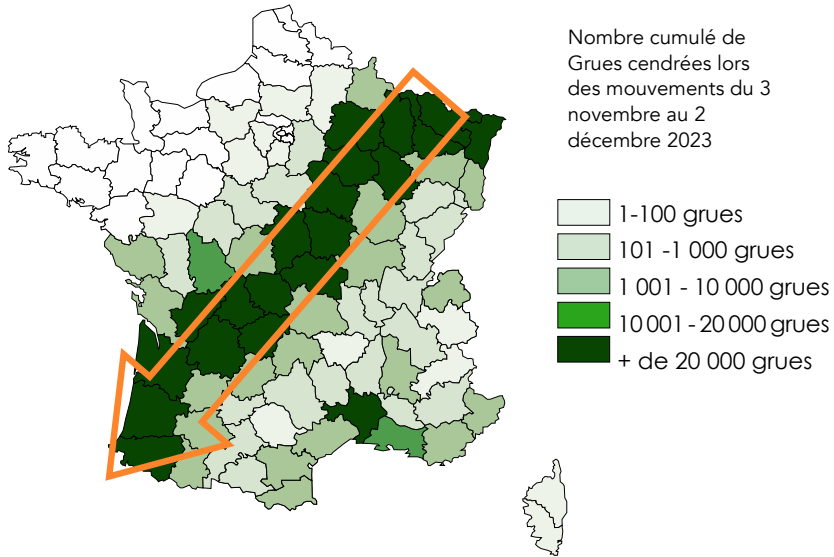 Nombre cumulé de
Grues cendrées lors
des mouvements du 3
novembre au 2
décembre 2023
1-100 grues
101 -1 000 grues
1 001 - 10 000 grues
10 001 - 20 000 grues
+ de 20 000 grues